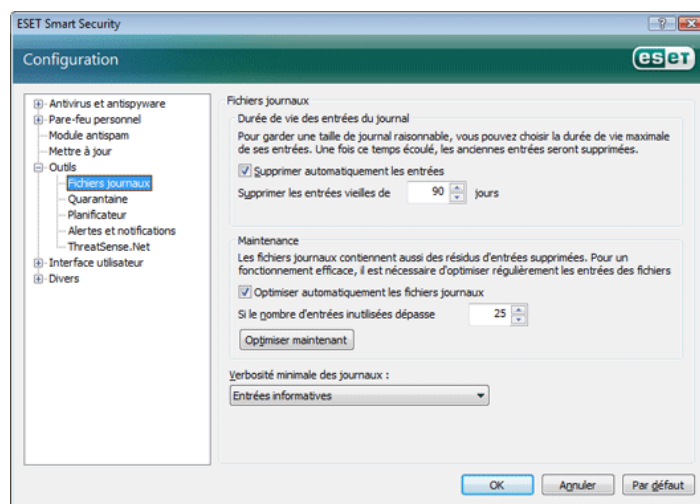 ESET Smart Security
Configuration
eset
Antivirus et antispyware
Pare-feu personnel
Module antispam
Mettre à jour
Outils
Fichiers journaux
Quarantaine
Planificateur
Alertes et notifications
ThreatSense.Net
Interface utilisateur
Divers
Fichiers journaux
Durée de vie des entrées du journal
Pour garder une taille de journal raisonnable, vous pouvez choisir la durée de vie maximale
de ses entrées. Une fois ce temps écoulé, les anciennes entrées seront supprimées.
Supprimer automatiquement les entrées
Supprimer les entrées vieilles de 90 jours
Maintenance
Les fichiers journaux contiennent aussi des résidus d'entrées supprimées. Pour un
fonctionnement efficace, il est nécessaire d'optimiser régulièrement les entrées des fichiers
Optimiser automatiquement les fichiers journaux
Si le nombre d'entrées inutilisées dépasse 25
Optimiser maintenant
Verbosité minimale des journaux :
Entrées informatives
OK
Annuler
Par défaut